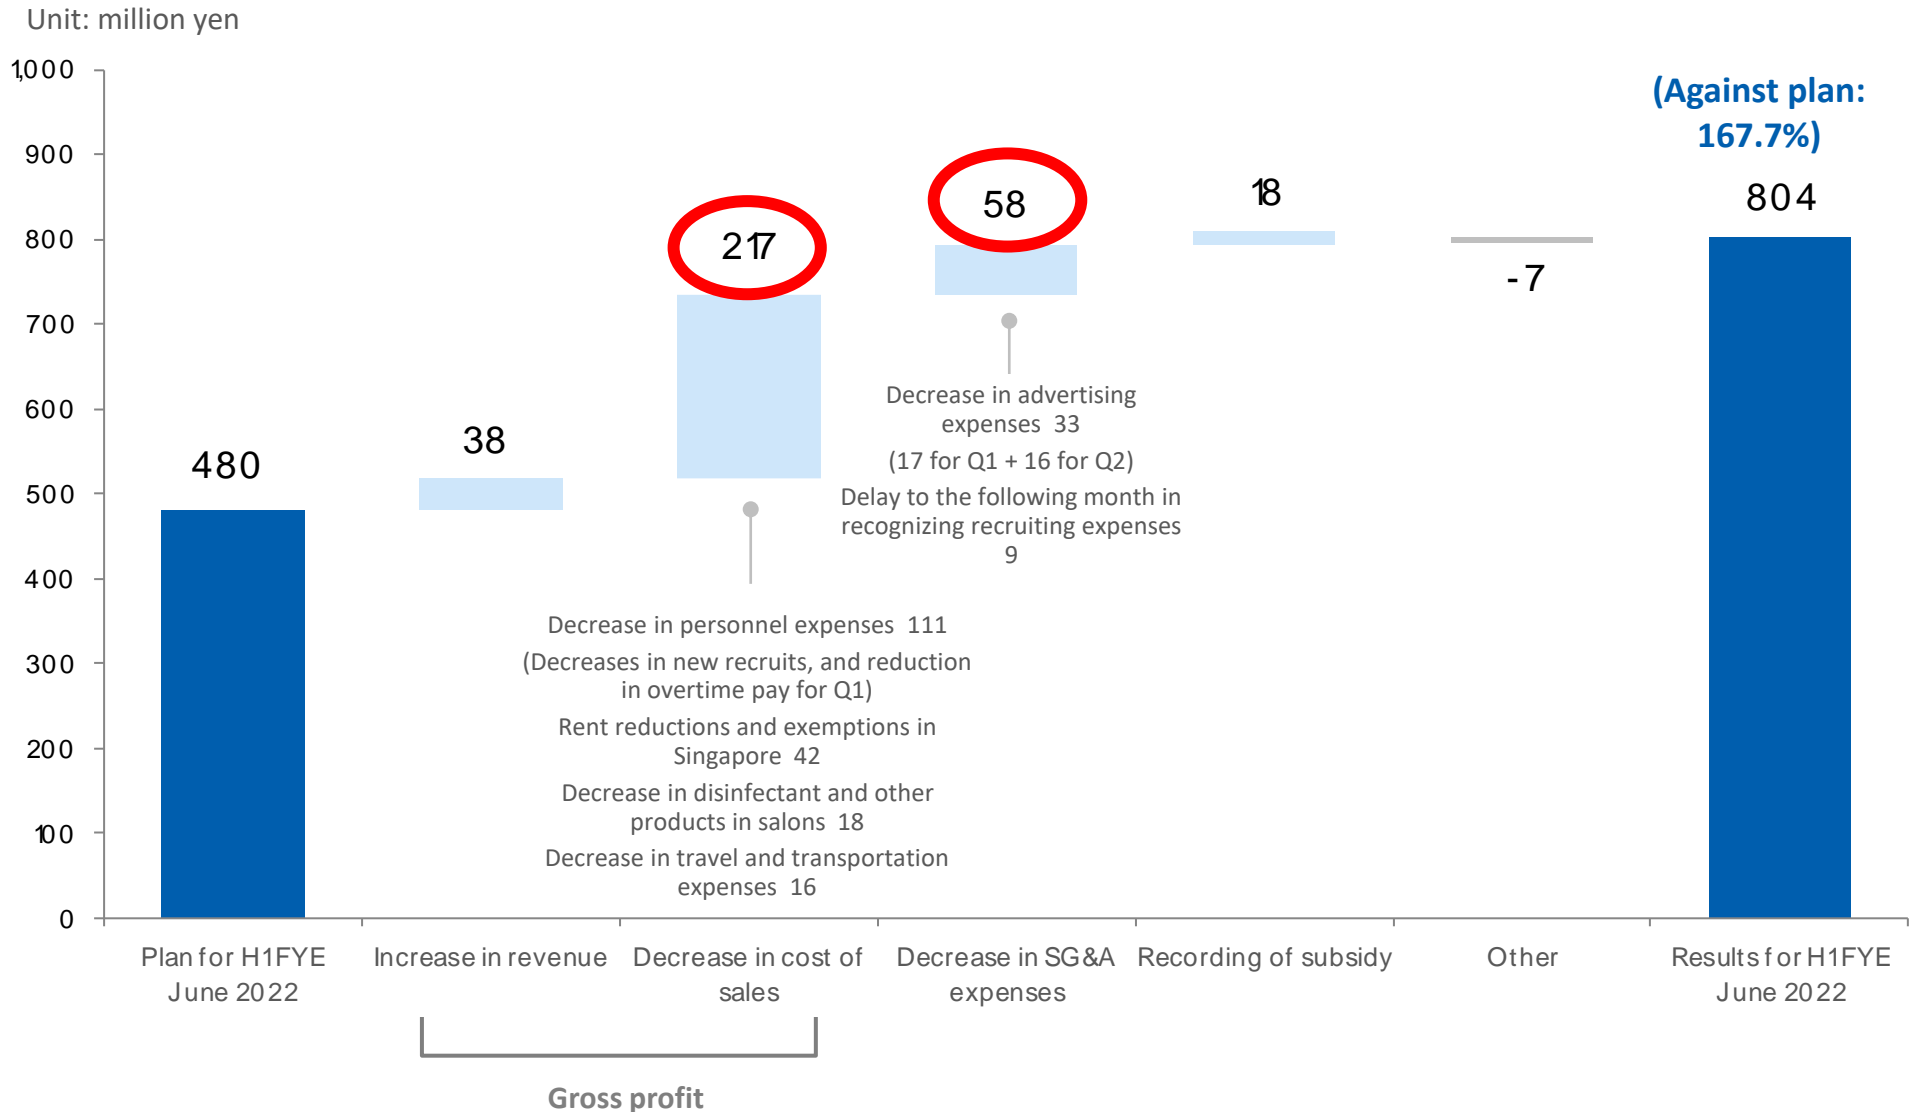 Unit: million yen
1,000
900
800
700
600
500
400
300
200
100
0
480
38
217
58
18
-7
(Against plan:
167.7%)
804
Decrease in advertising
expenses 33
(17 for Q1 + 16 for Q2)
Delay to the following month in
recognizing recruiting expenses
9
Decrease in personnel expenses 111
(Decreases in new recruits, and reduction
in overtime pay for Q1)
Rent reductions and exemptions in
Singapore 42
Decrease in disinfectant and other
products in salons 18
Decrease in travel and transportation
expenses 16
Plan for H1FYE
June 2022
Increase in revenue
Decrease in cost of
sales
Decrease in SG&A
expenses
Recording of subsidy
Other
Results for H1FYE
June 2022
Gross profit